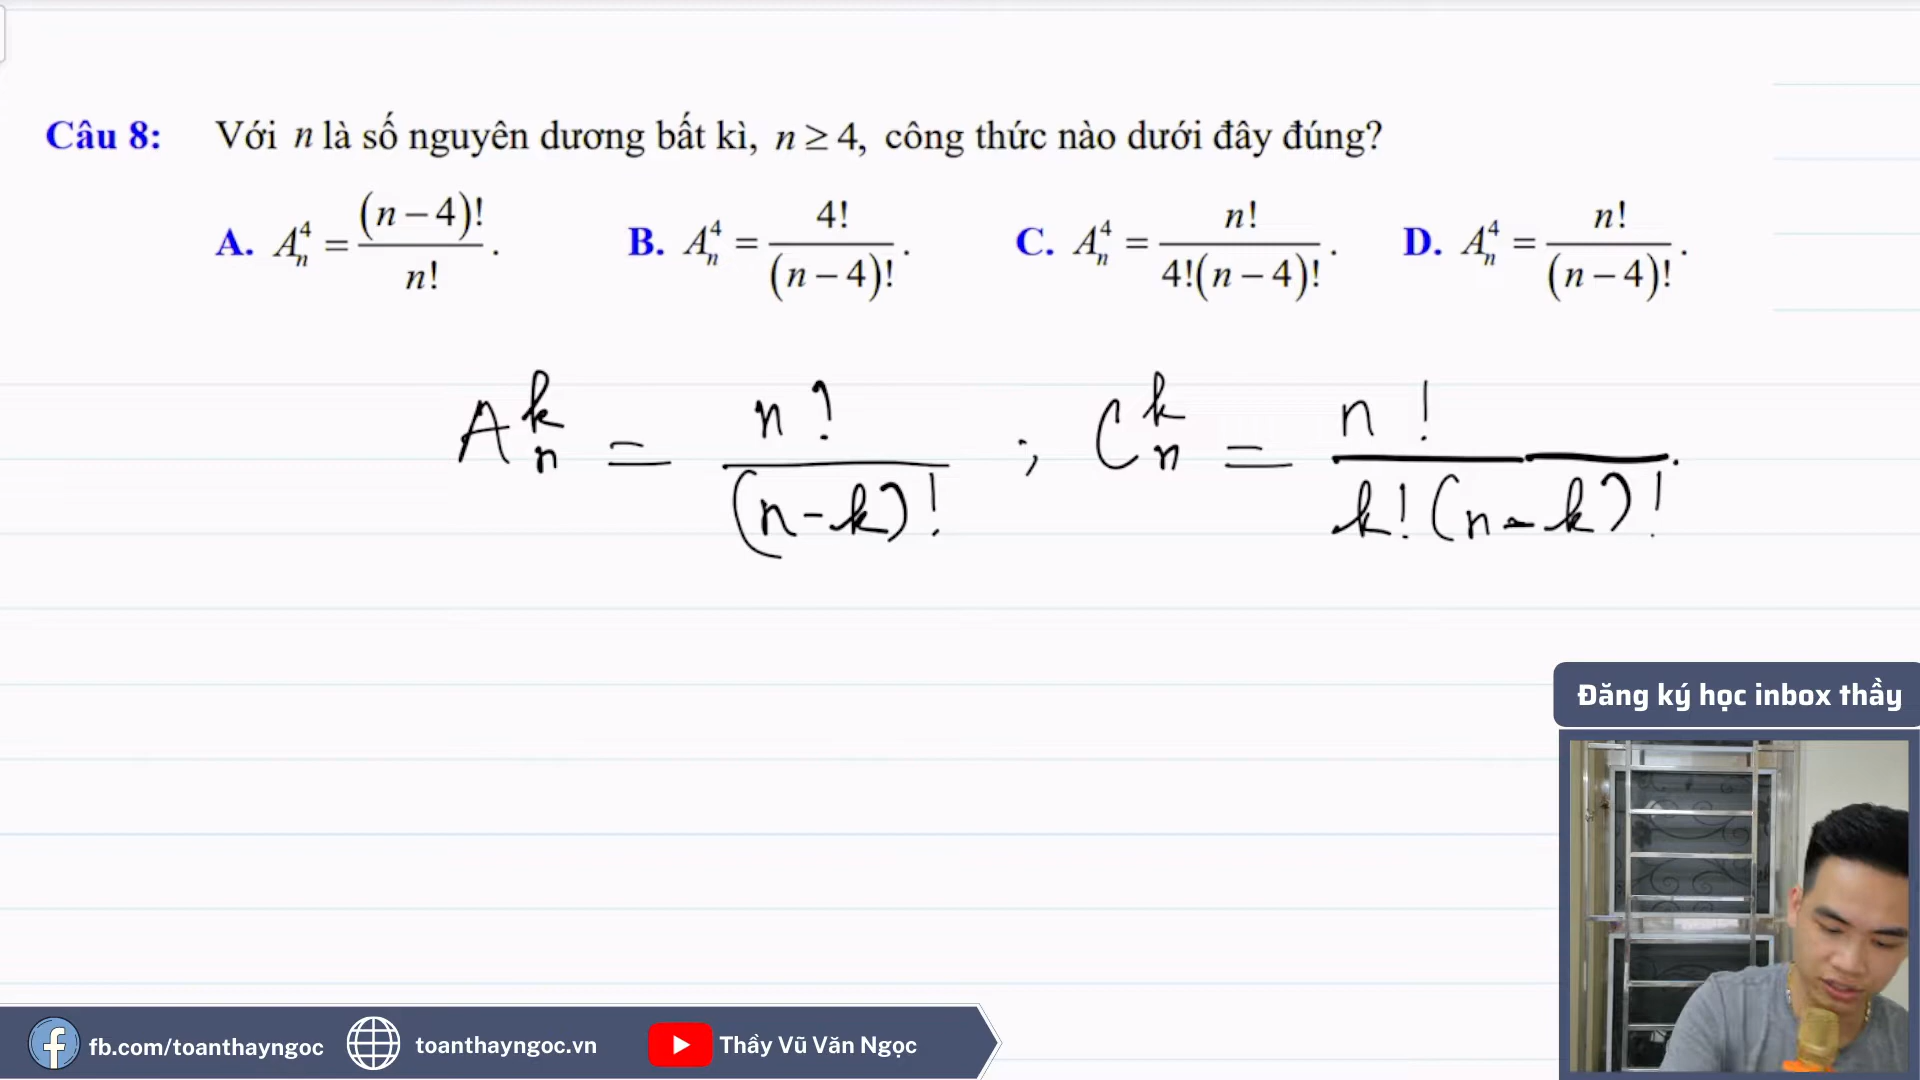 Câu 8: Với n là số nguyên dương bất kì, n ≥ 4, công thức nào dưới đây đúng?
A. A_n^4 = (n − 4)!/n!. B. A_n^4 = 4!/(n − 4)!. C. A_n^4 = n!/(4!(n − 4)!). D. A_n^4 = n!/(n − 4)!.
A_n^k = n!/(n - k)! ; C_n^k = n!/(k!(n - k)!).
Đăng ký học inbox thầy
fb.com/toanthayngoc toanthayngoc.vn Thầy Vũ Văn Ngọc